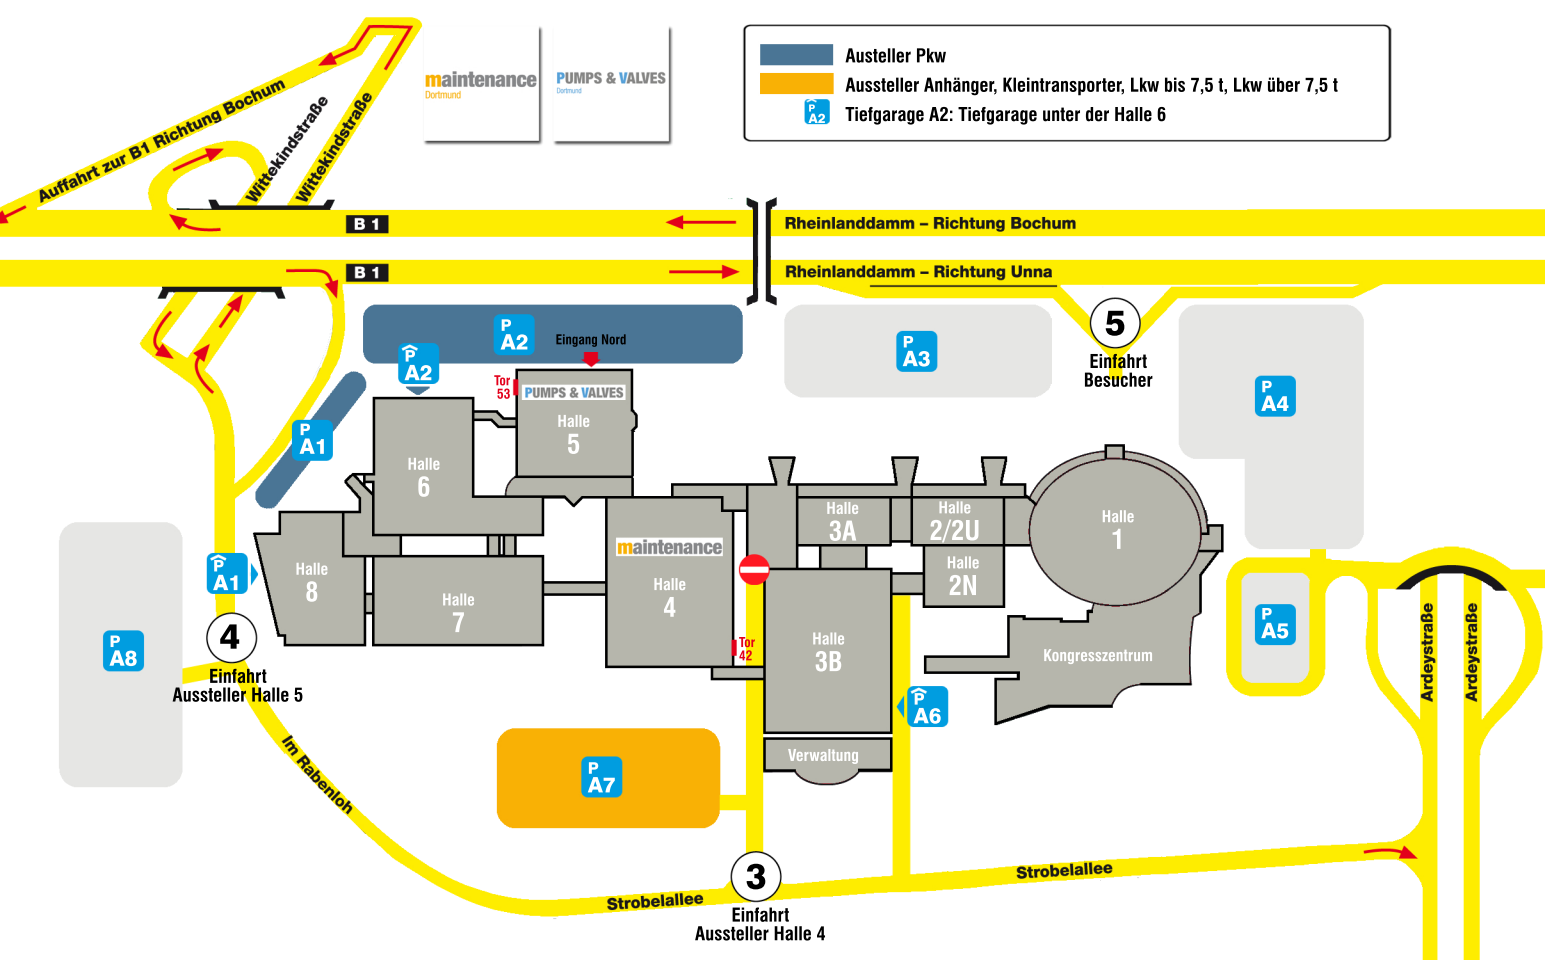 maintenance
Dortmund
PUMPS & VALVES
Dortmund
Austeller Pkw
Aussteller Anhänger, Kleintransporter, Lkw bis 7,5 t, Lkw über 7,5 t
P
A2
Tiefgarage A2: Tiefgarage unter der Halle 6
Auffahrt zur B1 Richtung Bochum
Wittekindstraße
Wittekindstraße
B 1
Rheinlanddamm – Richtung Bochum
B 1
Rheinlanddamm – Richtung Unna
P
A2
Eingang Nord
P
A2
Tor
53
PUMPS & VALVES
Halle
5
P
A3
5
Einfahrt
Besucher
P
A4
P
A1
Halle
6
Halle
3A
Halle
2/2U
Halle
1
Halle
2N
maintenance
Halle
4
Tor
42
Halle
8
Halle
7
P
A1
4
Einfahrt
Aussteller Halle 5
P
A8
Halle
3B
Kongresszentrum
P
A5
Ardeystraße
Ardeystraße
P
A6
Verwaltung
P
A7
Im Rabenloh
Strobelallee
3
Einfahrt
Aussteller Halle 4
Strobelallee